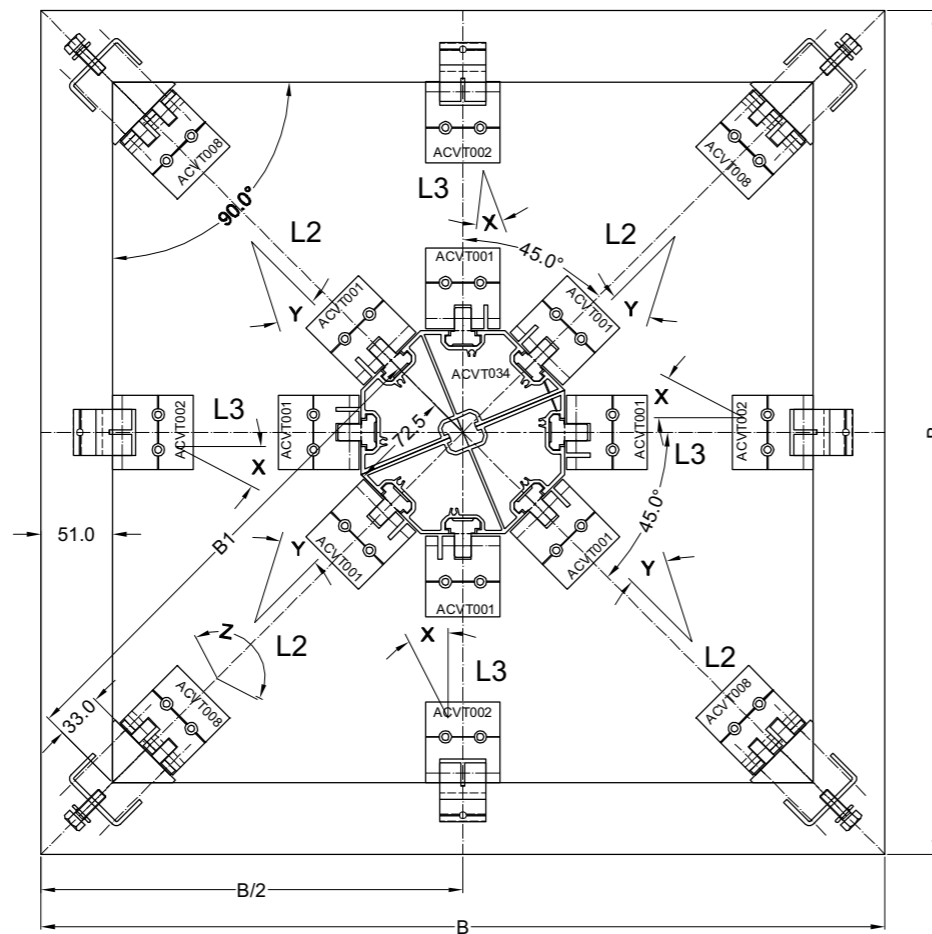 ACVT008
ACVT002
ACVT008
90.0°
L3
X
L2
45.0°
L2
ACVT001
Y
Y
ACVT001
ACVT001
ACVT034
X
ACVT002
L3
ACVT001
72.5
ACVT001
ACVT002
L3
X
45.0°
51.0
B1
Y
Y
ACVT001
ACVT001
ACVT001
Z
X
L2
L3
L2
33.0
ACVT008
ACVT002
ACVT008
B/2
B